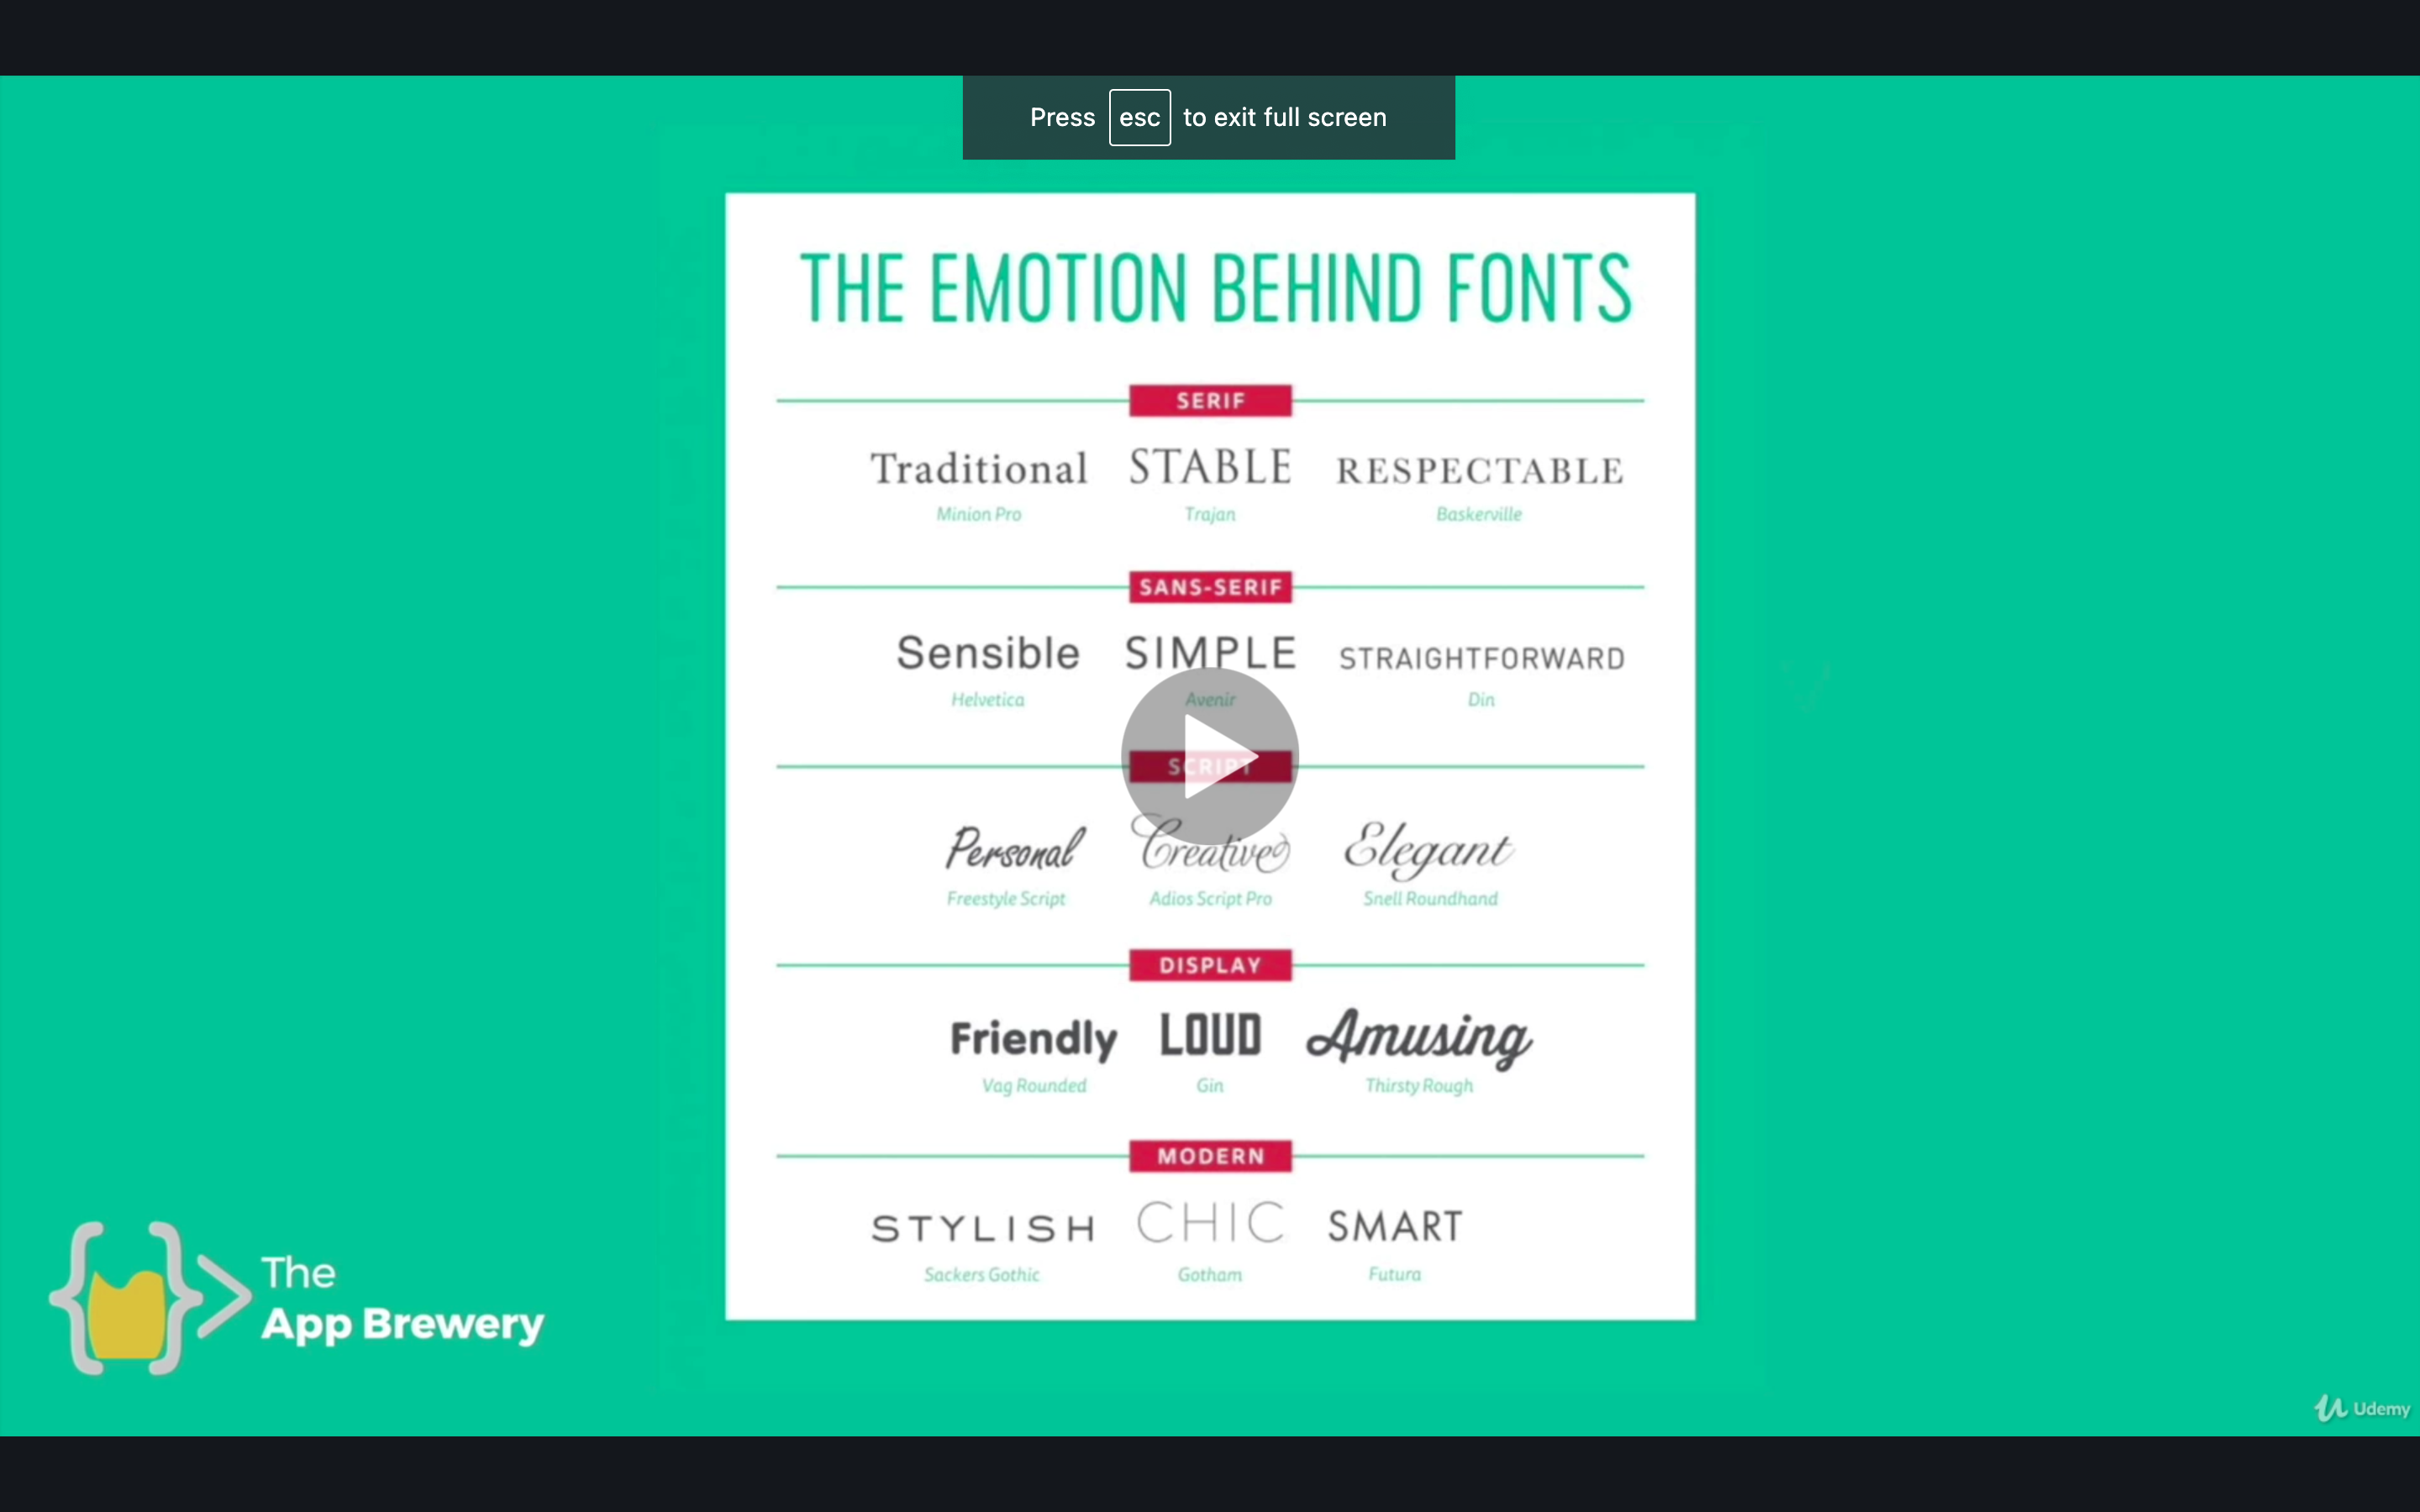 Press esc to exit full screen
THE EMOTION BEHIND FONTS
SERIF
Traditional STABLE RESPECTABLE
Minion Pro Trajan Baskerville
SANS-SERIF
Sensible SIMPLE STRAIGHTFORWARD
Helvetica Avenir Din
SCRIPT
Personal Creative Elegant
Freestyle Script Adios Script Pro Snell Roundhand
DISPLAY
Friendly LOUD Amusing
Vag Rounded Gin Thirsty Rough
MODERN
STYLISH CHIC SMART
Sackers Gothic Gotham Futura
The
App Brewery
Udemy